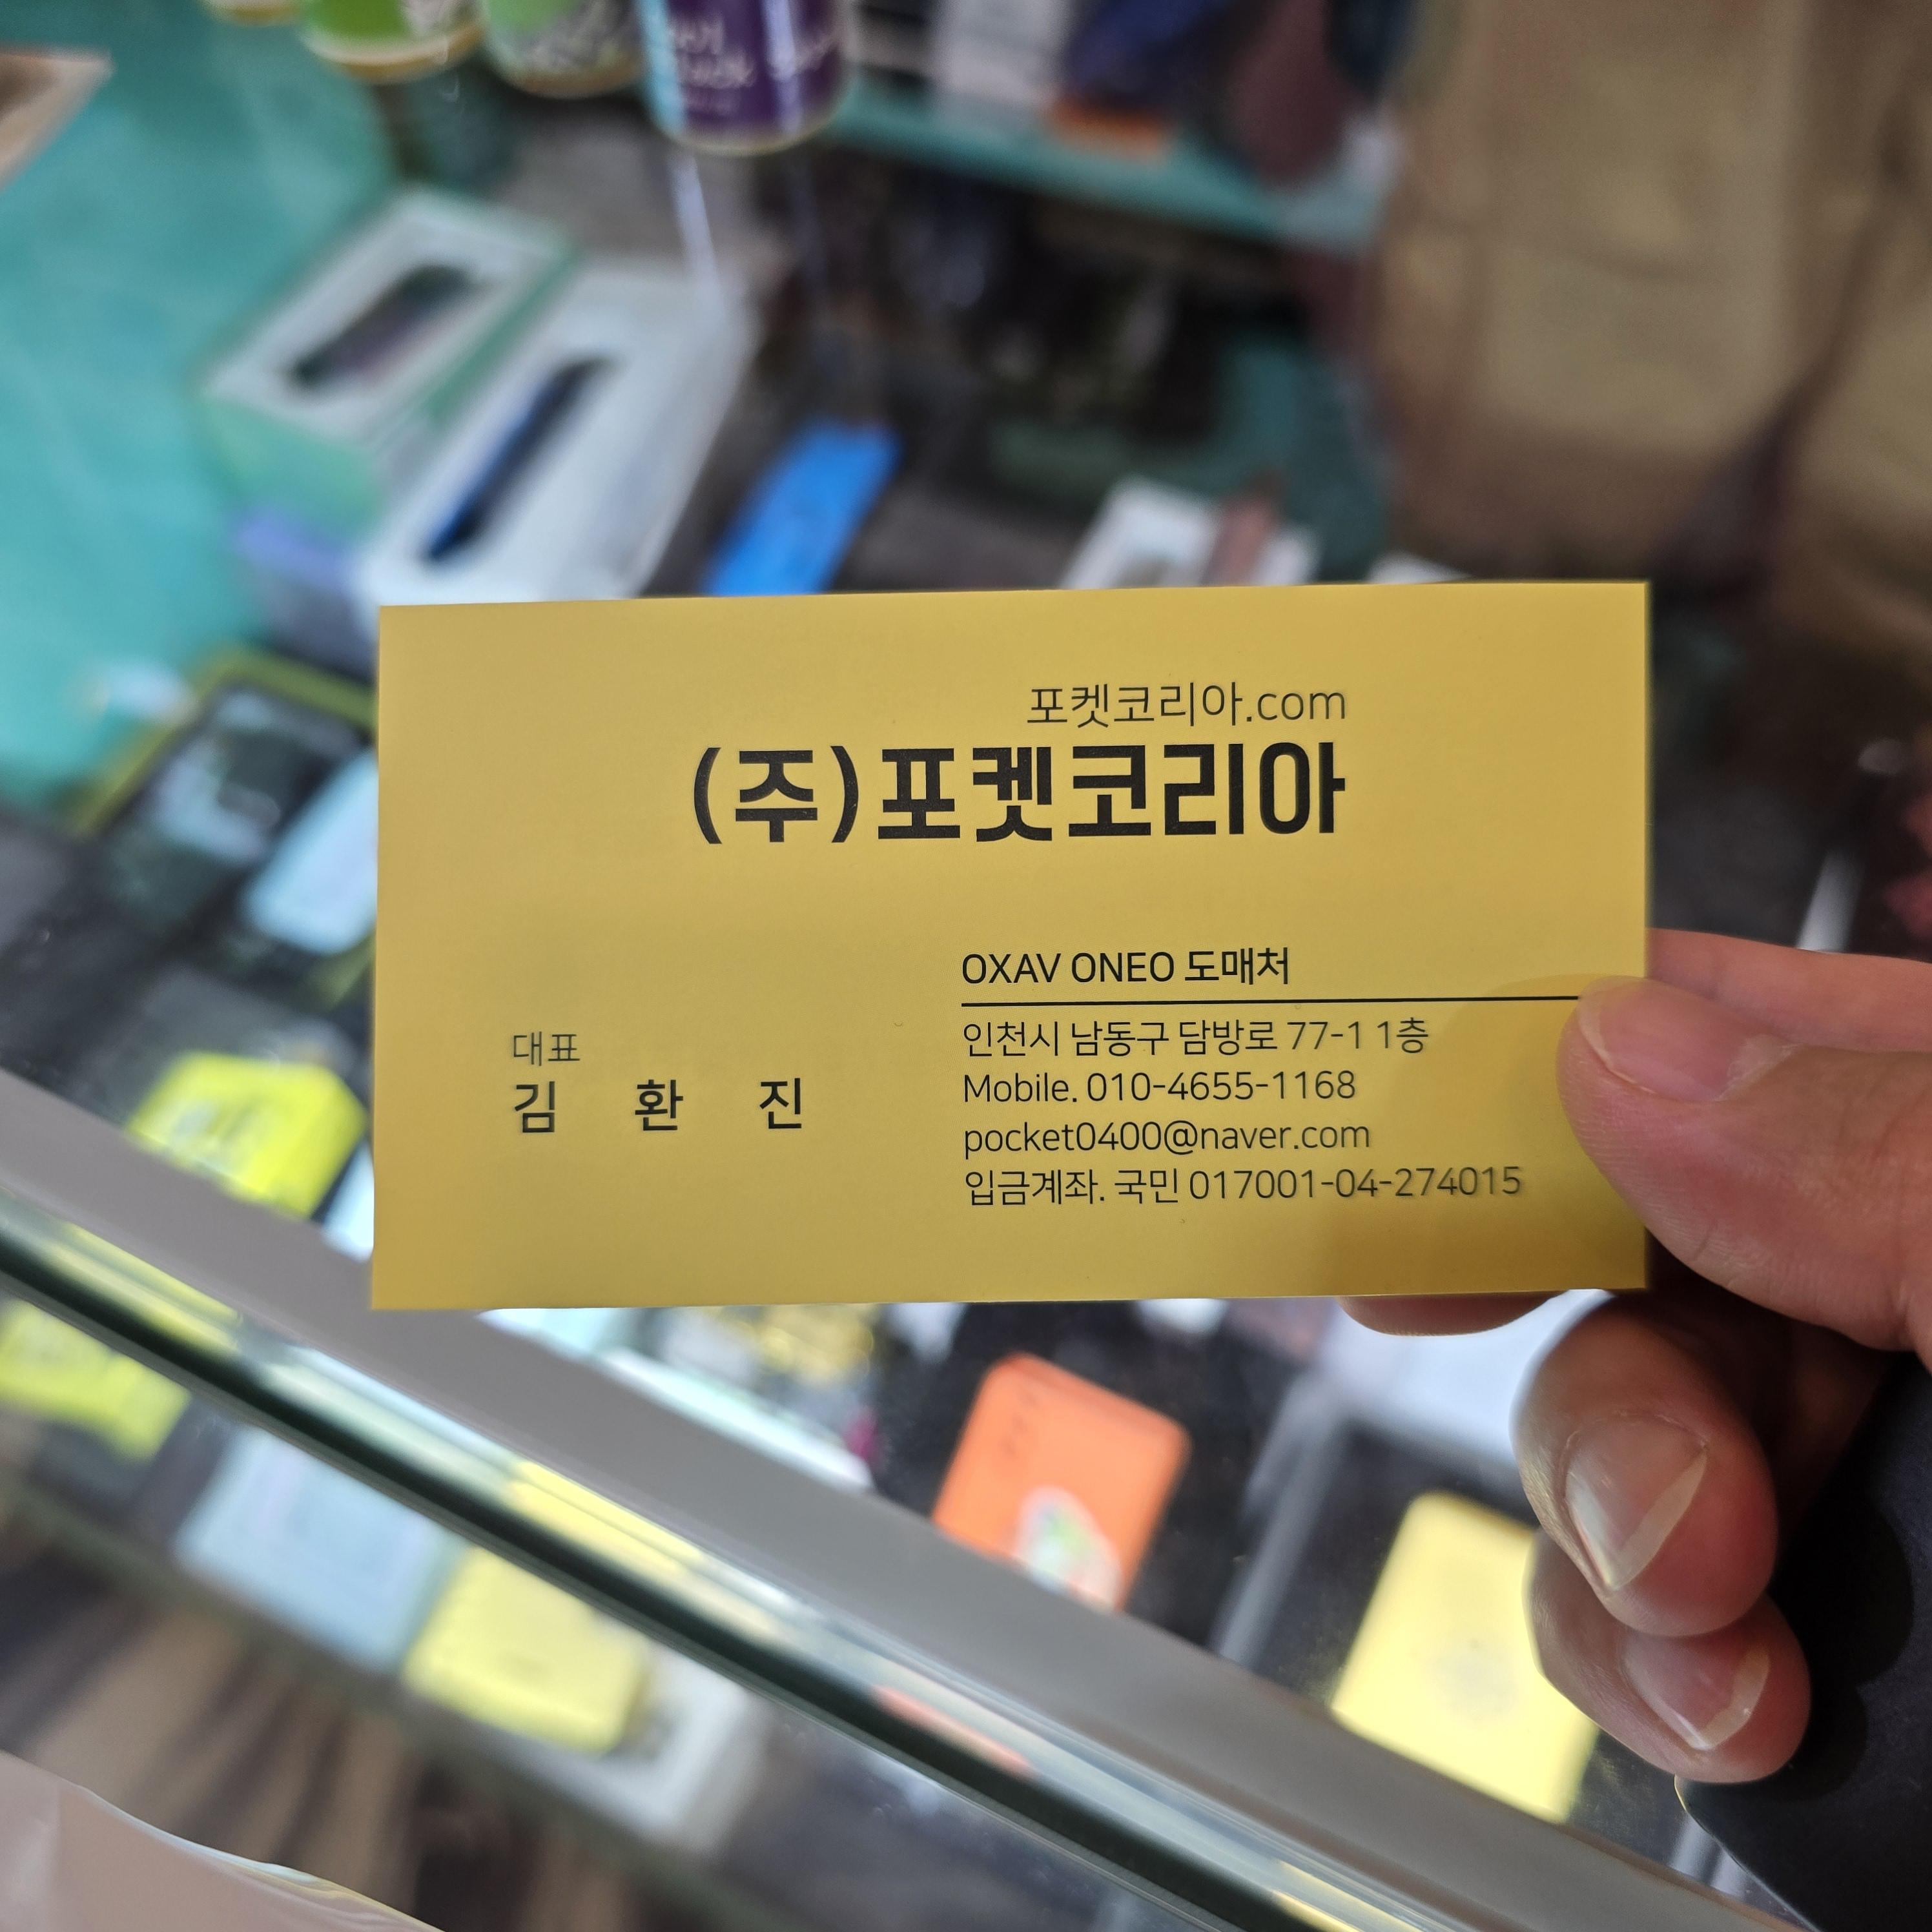 포켓코리아.com
(주)포켓코리아
대표
김 환 진
OXAV ONEO 도매처
인천시 남동구 담방로 77-1 1층
Mobile. 010-4655-1168
pocket0400@naver.com
입금계좌. 국민 017001-04-274015